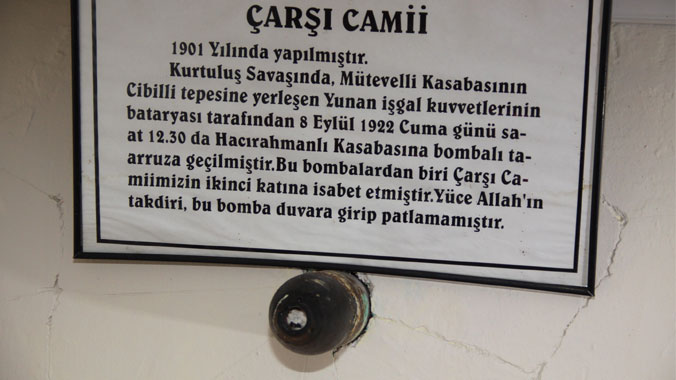 ÇARŞI CAMİİ
1901 Yılında yapılmıştır.
Kurtuluş Savaşında, Mütevelli Kasabasının
Cibilli tepesine yerleşen Yunan işgal kuvvetlerinin
bataryası tarafından 8 Eylül 1922 Cuma günü sa-
at 12.30 da Hacırahmanlı Kasabasına bombalı ta-
arruza geçilmiştir.Bu bombalardan biri Çarşı Ca-
miimizin ikinci katına isabet etmiştir.Yüce Allah'ın
takdiri, bu bomba duvara girip patlamamıştır.